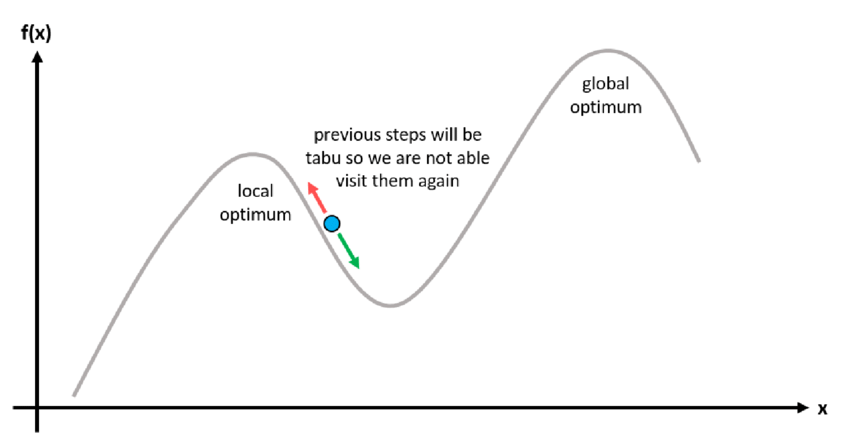 f(x)
global
optimum
previous steps will be
tabu so we are not able
visit them again
local
optimum
x